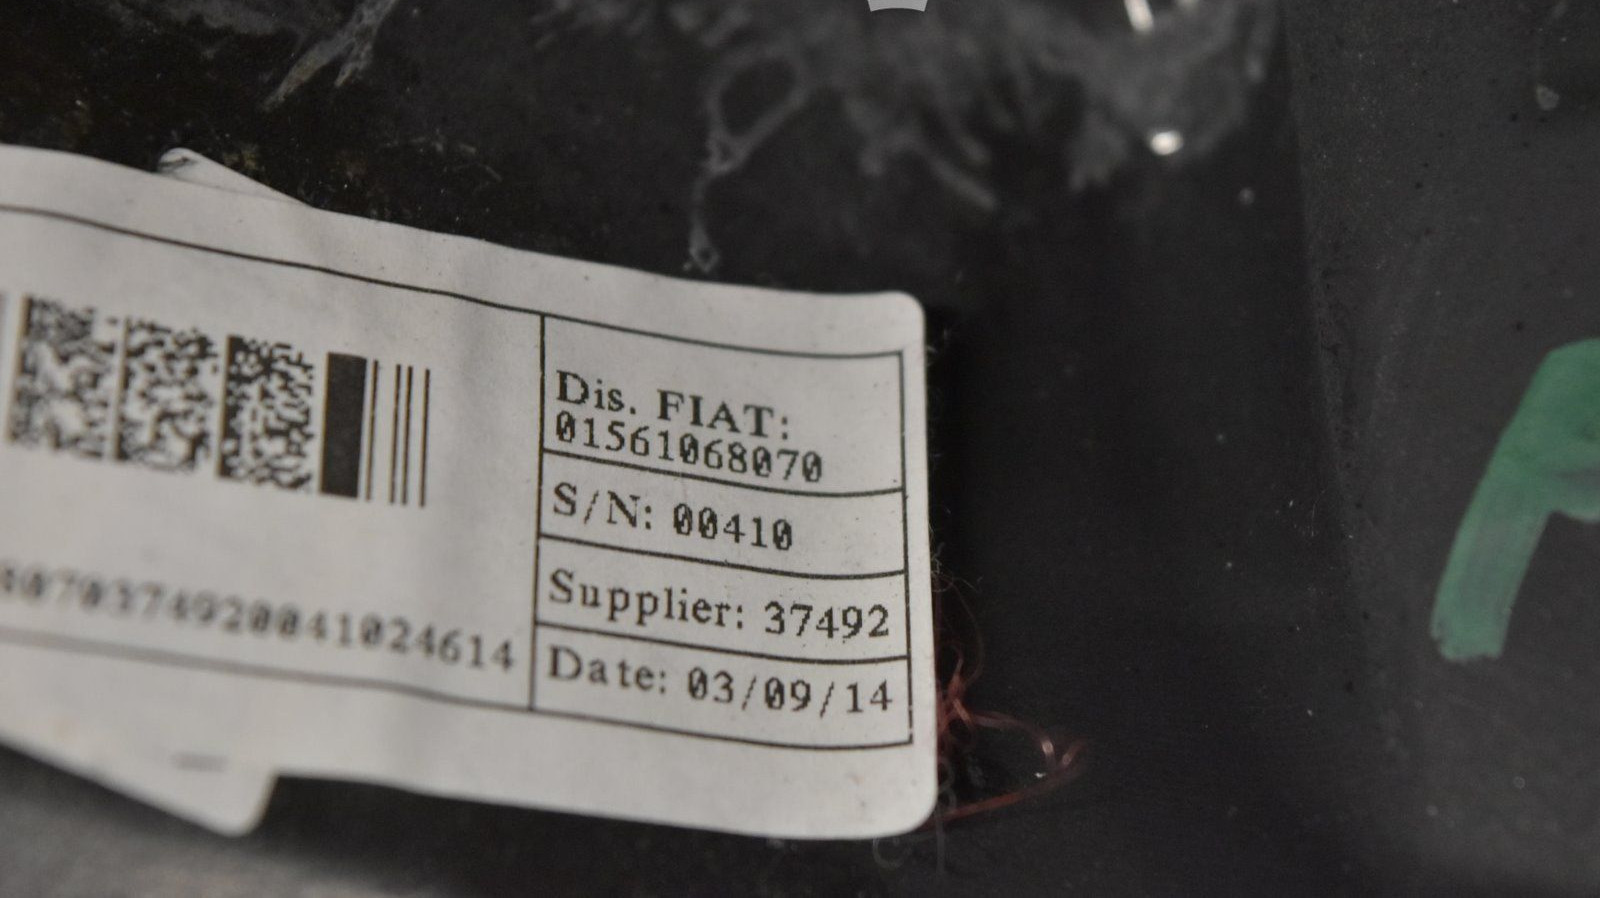 Dis. FIAT:
01561068070
S/N: 00410
Supplier: 37492
Date: 03/09/14